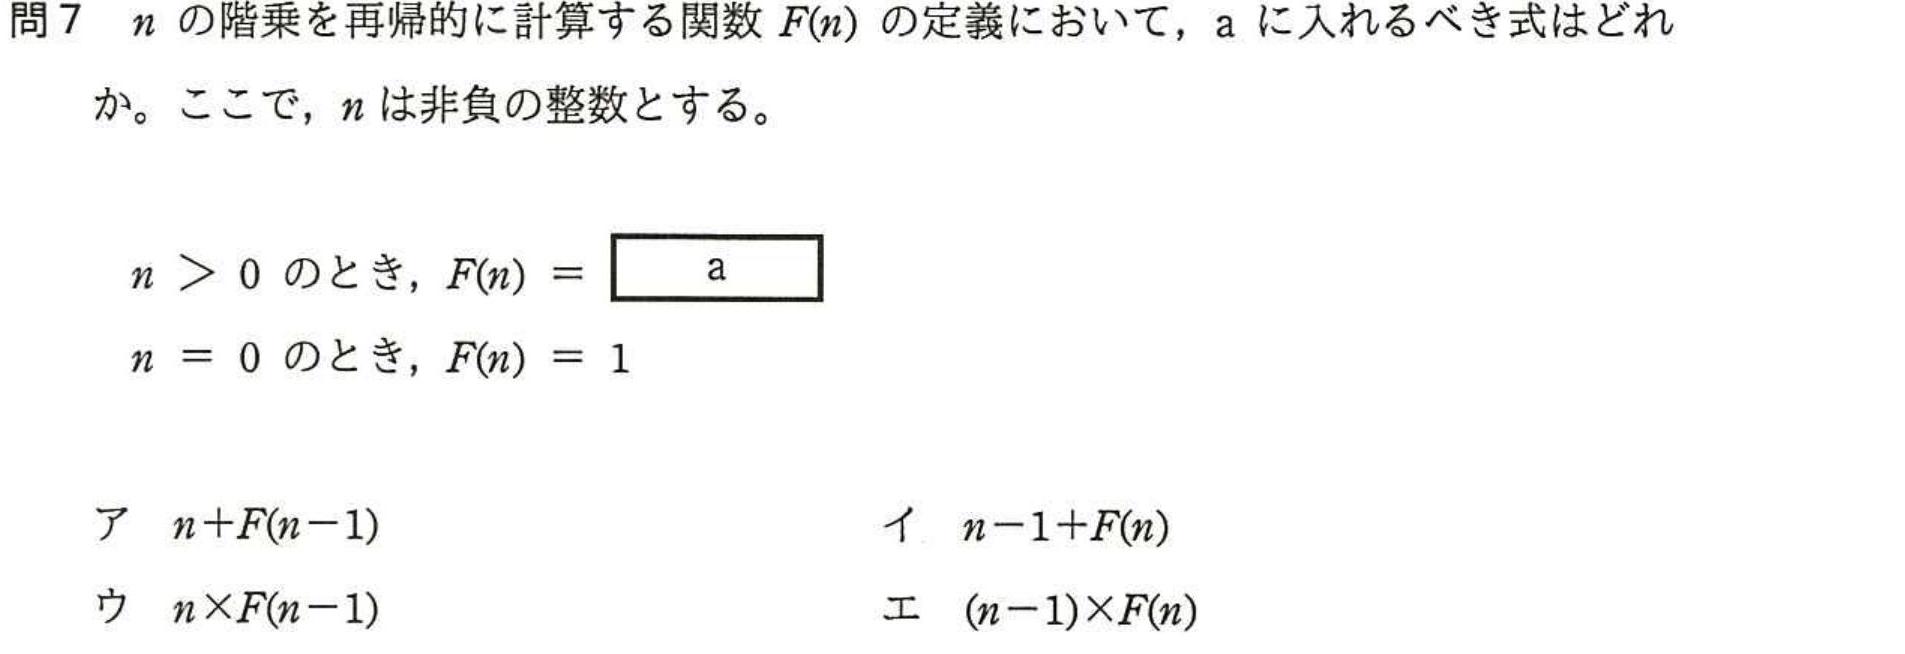 問7 n の階乗を再帰的に計算する関数 F(n) の定義において，a に入れるべき式はどれ
か。ここで，n は非負の整数とする。
n ＞ 0 のとき，F(n) ＝ a
n ＝ 0 のとき，F(n) ＝ 1
ア n＋F(n－1) イ n－1＋F(n)
ウ n×F(n－1) エ (n－1)×F(n)